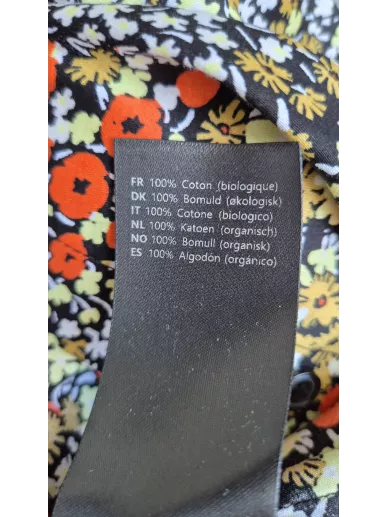 FR 100% Coton (biologique)
DK 100% Bomuld (økologisk)
IT 100% Cotone (biologico)
NL 100% Katoen (organisch)
NO 100% Bomull (organisk)
ES 100% Algodón (orgánico)